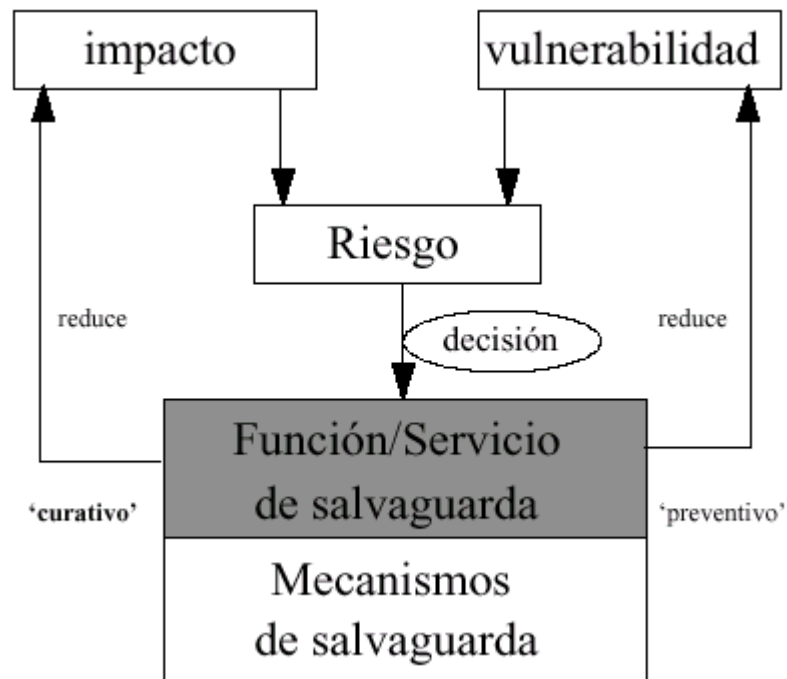 impacto
vulnerabilidad
Riesgo
reduce
reduce
decisión
Función/Servicio
de salvaguarda
‘curativo’
‘preventivo’
Mecanismos
de salvaguarda